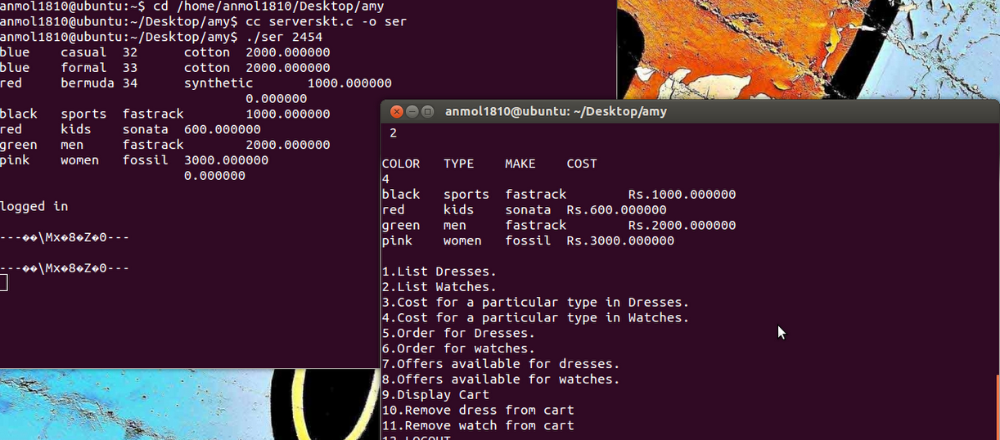 anmol1810@ubuntu:~$ cd /home/anmol1810/Desktop/amy
anmol1810@ubuntu:~/Desktop/amy$ cc serverskt.c -o ser
anmol1810@ubuntu:~/Desktop/amy$ ./ser 2454
blue casual 32 cotton 2000.000000
blue formal 33 cotton 2000.000000
red bermuda 34 synthetic 1000.000000
0.000000
black sports fastrack 1000.000000
red kids sonata 600.000000
green men fastrack 2000.000000
pink women fossil 3000.000000
0.000000
logged in
---��\Mx�8�Z�0---
---��\Mx�8�Z�0---
anmol1810@ubuntu: ~/Desktop/amy
2
COLOR TYPE MAKE COST
4
black sports fastrack Rs.1000.000000
red kids sonata Rs.600.000000
green men fastrack Rs.2000.000000
pink women fossil Rs.3000.000000
1.List Dresses.
2.List Watches.
3.Cost for a particular type in Dresses.
4.Cost for a particular type in Watches.
5.Order for Dresses.
6.Order for watches.
7.Offers available for dresses.
8.Offers available for watches.
9.Display Cart
10.Remove dress from cart
11.Remove watch from cart
12.LOGOUT